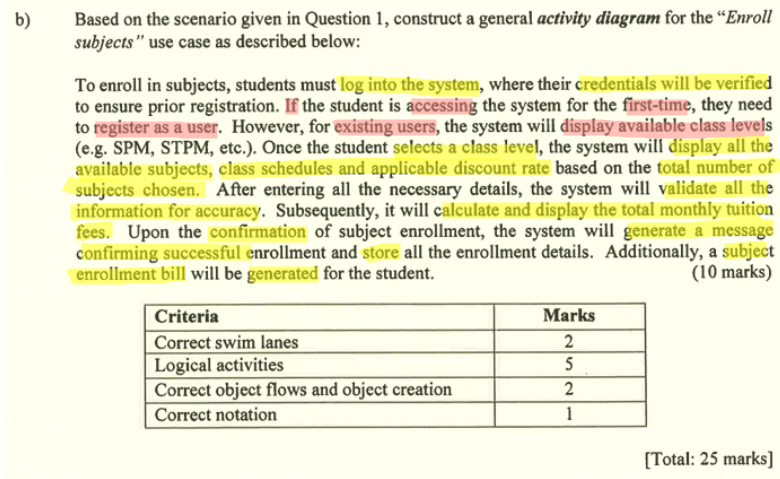 b) Based on the scenario given in Question 1, construct a general activity diagram for the "Enroll
subjects" use case as described below:
To enroll in subjects, students must log into the system, where their credentials will be verified
to ensure prior registration. If the student is accessing the system for the first-time, they need
to register as a user. However, for existing users, the system will display available class levels
(e.g. SPM, STPM, etc.). Once the student selects a class level, the system will display all the
available subjects, class schedules and applicable discount rate based on the total number of
subjects chosen. After entering all the necessary details, the system will validate all the
information for accuracy. Subsequently, it will calculate and display the total monthly tuition
fees. Upon the confirmation of subject enrollment, the system will generate a message
confirming successful enrollment and store all the enrollment details. Additionally, a subject
enrollment bill will be generated for the student. (10 marks)
Criteria Marks
Correct swim lanes 2
Logical activities 5
Correct object flows and object creation 2
Correct notation 1
[Total: 25 marks]